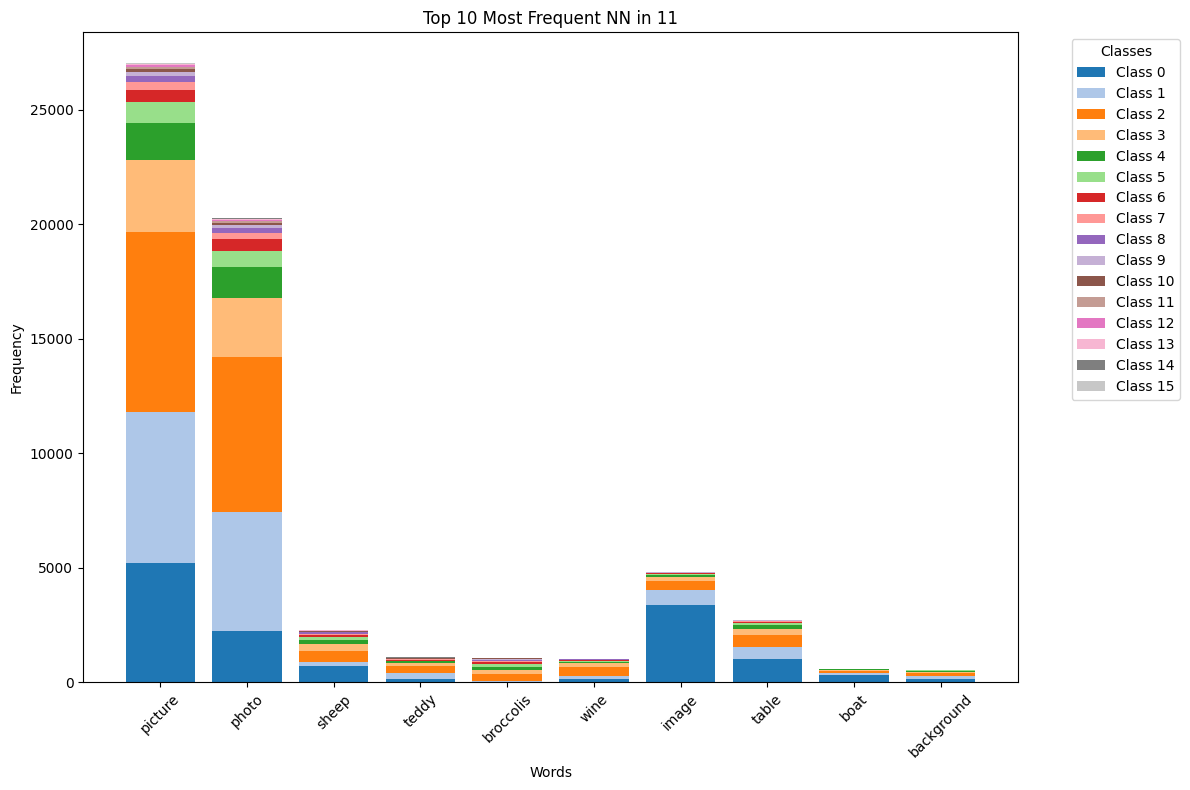 Top 10 Most Frequent NN in 11
Frequency
25000
20000
15000
10000
5000
0
picture
photo
sheep
teddy
broccolis
wine
image
table
boat
background
Words
Classes
Class 0
Class 1
Class 2
Class 3
Class 4
Class 5
Class 6
Class 7
Class 8
Class 9
Class 10
Class 11
Class 12
Class 13
Class 14
Class 15